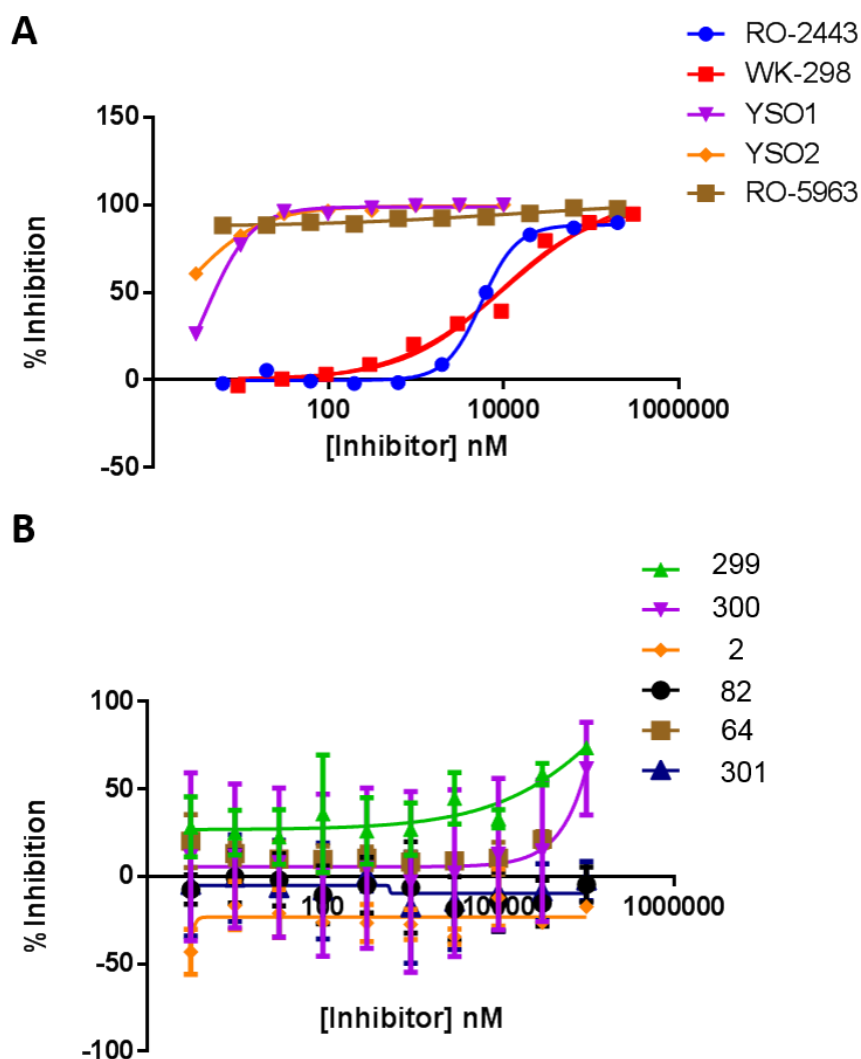 A
RO-2443
WK-298
YSO1
YSO2
RO-5963
150
100
50
0
-50
% Inhibition
100
10000
1000000
[Inhibitor] nM
B
299
300
2
82
64
301
100
50
0
-50
-100
% Inhibition
100
10000
1000000
[Inhibitor] nM